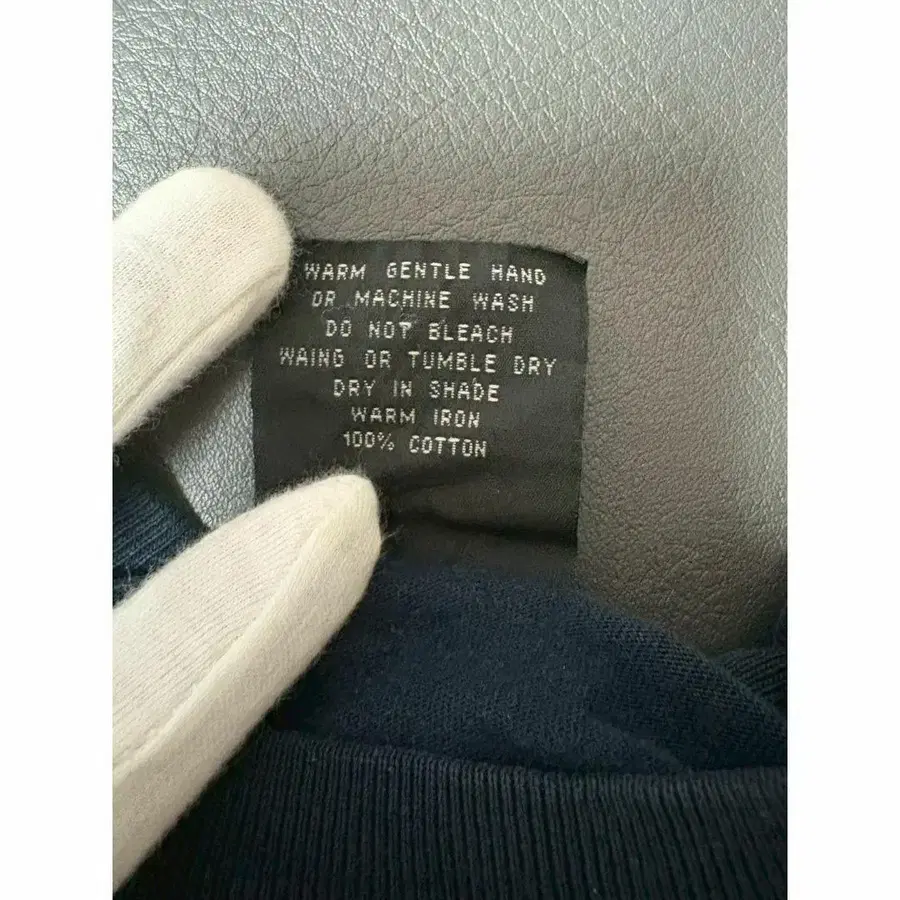 WARM GENTLE HAND
OR MACHINE WASH
DO NOT BLEACH
WAING OR TUMBLE DRY
DRY IN SHADE
WARM IRON
100% COTTON